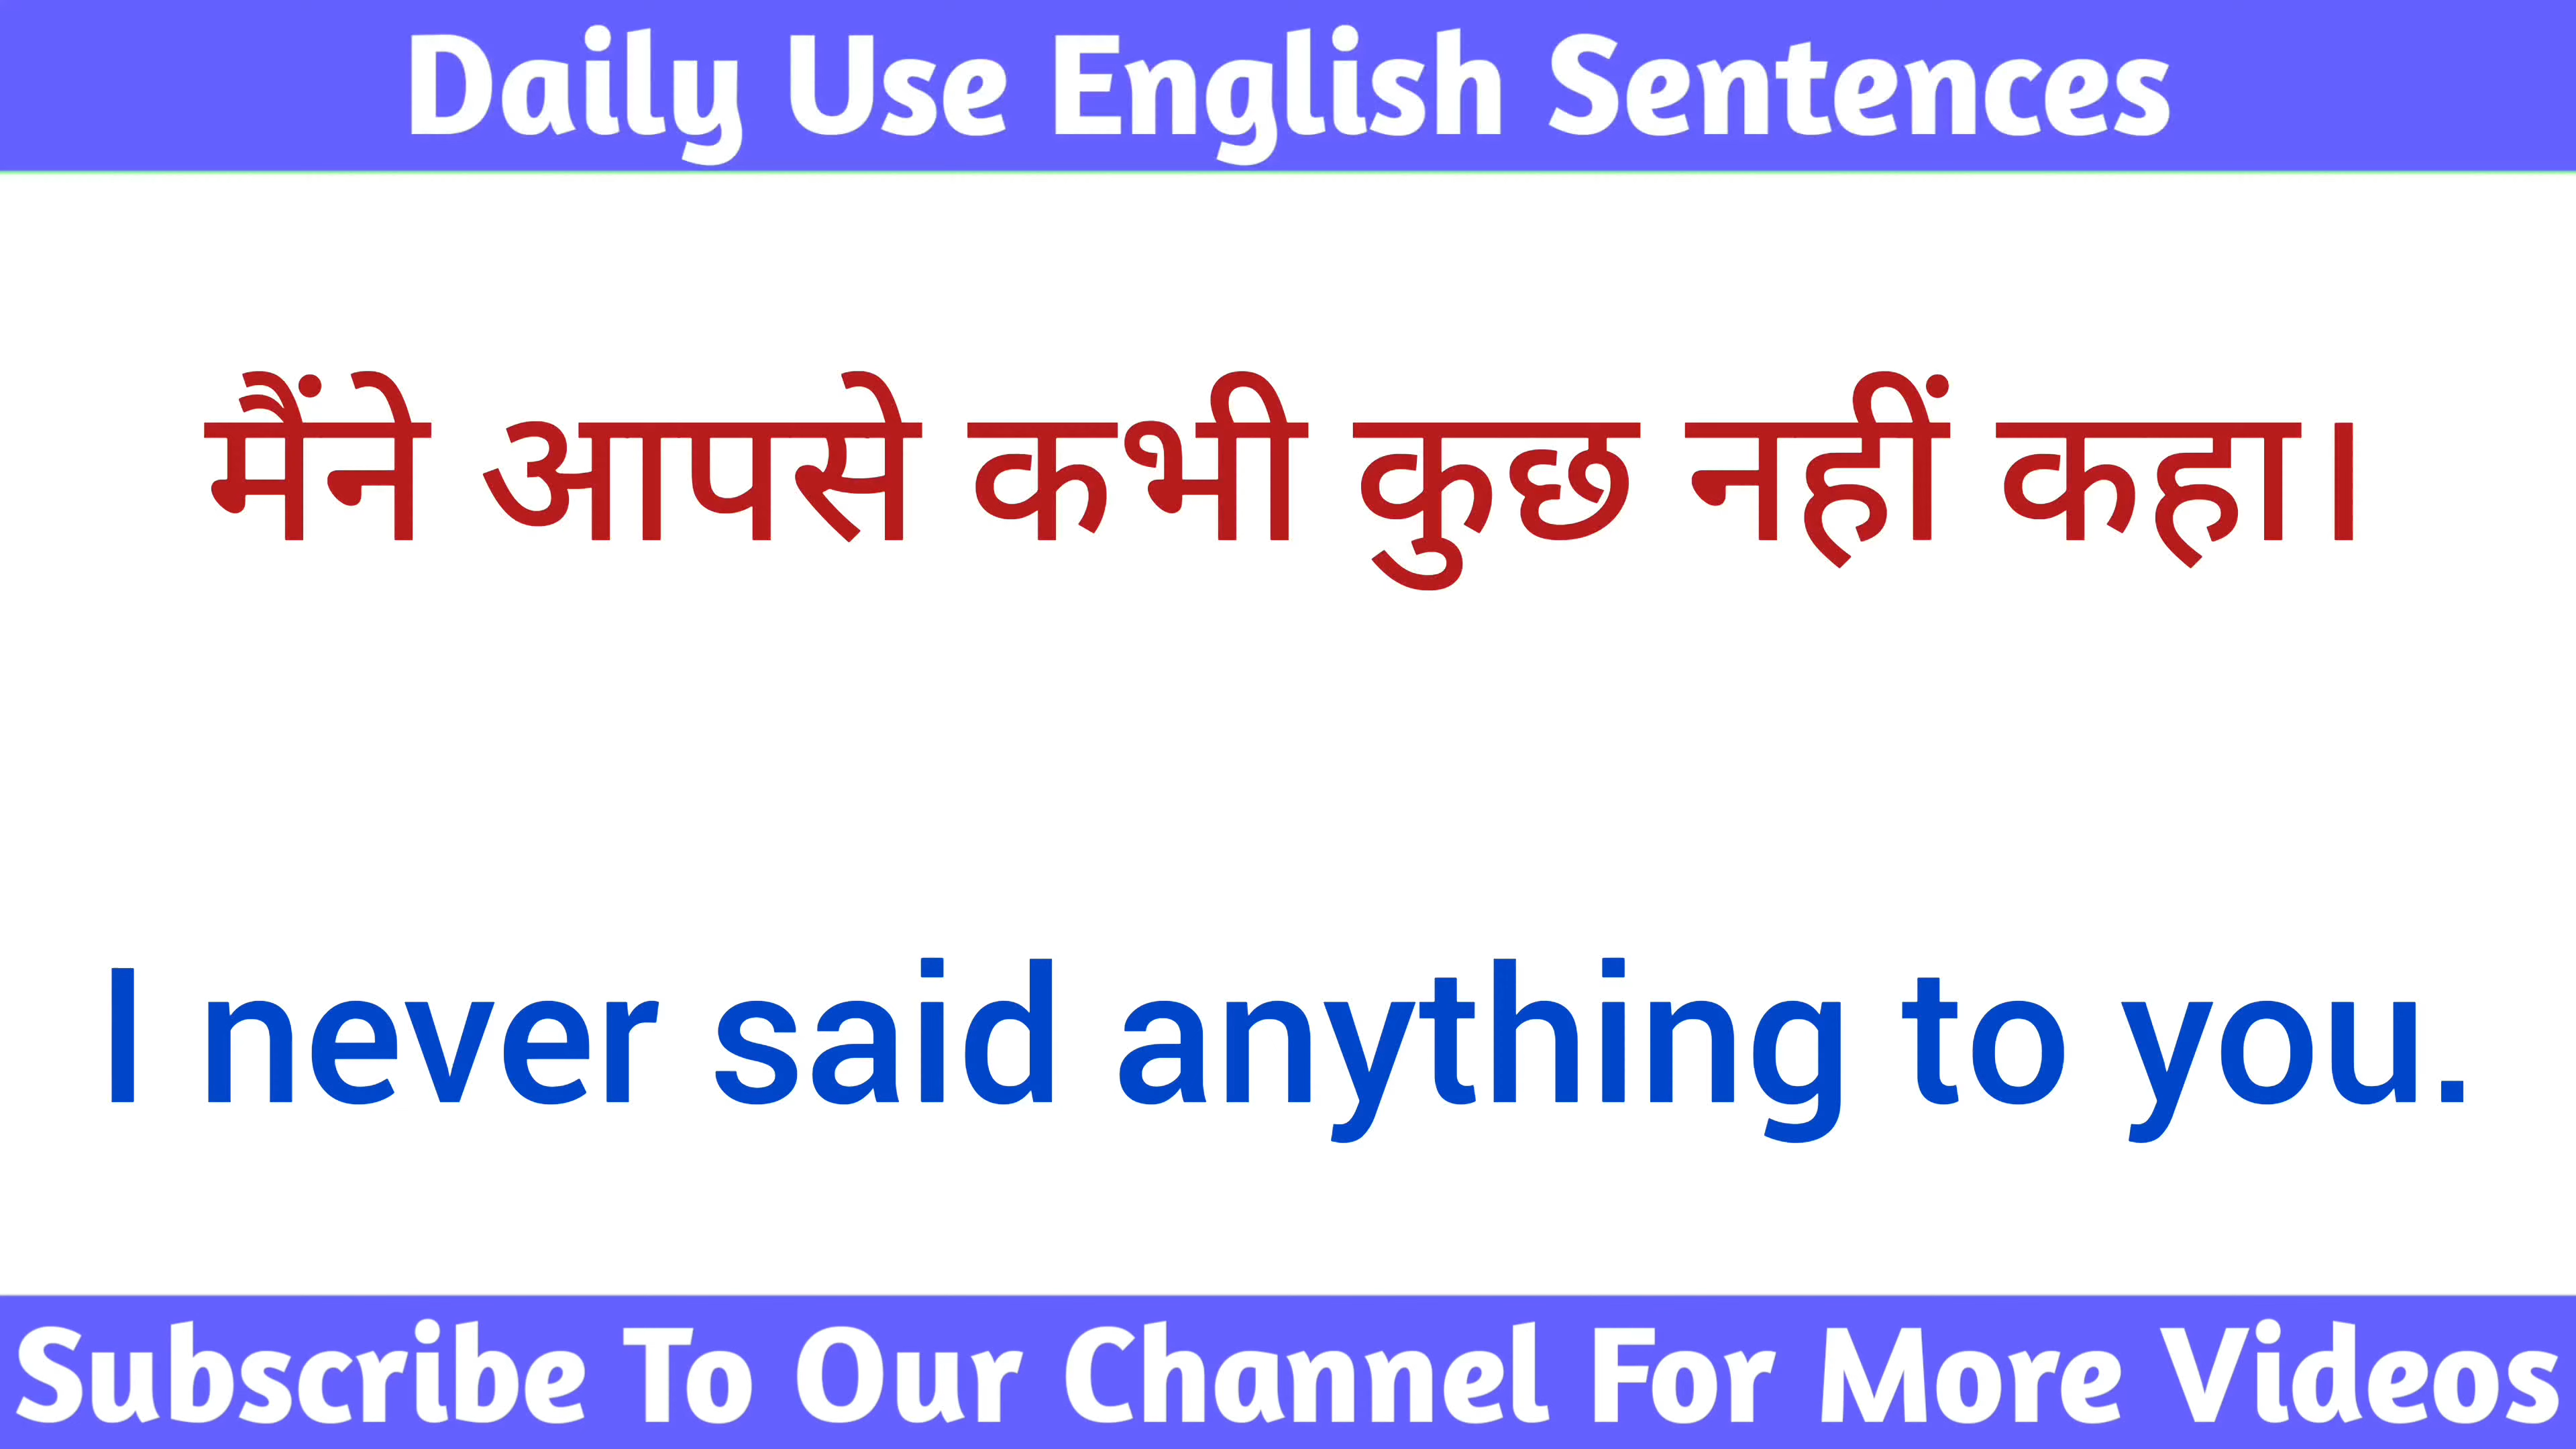 Daily Use English Sentences
मैंने आपसे कभी कुछ नहीं कहा।
I never said anything to you.
Subscribe To Our Channel For More Videos